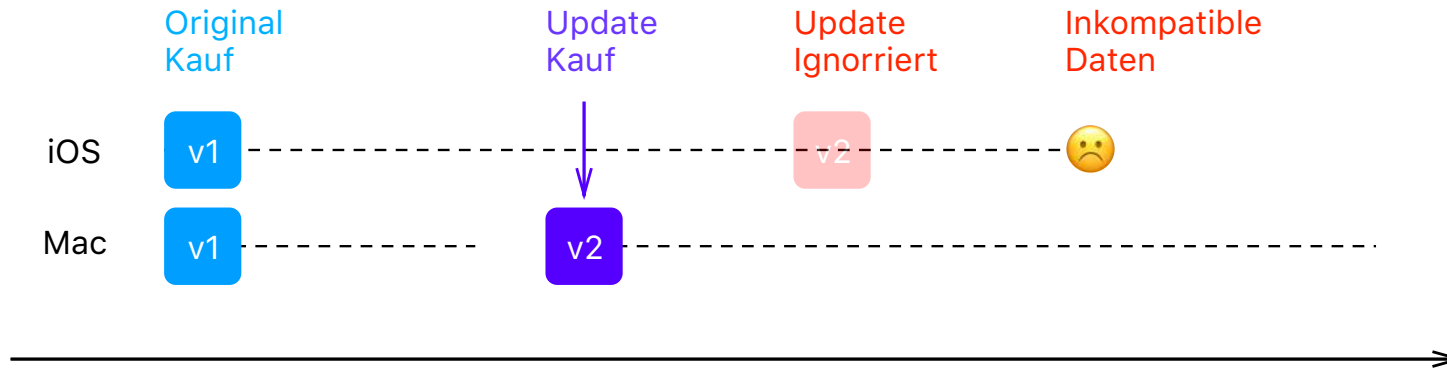 Original
Kauf
Update
Kauf
Update
Ignorriert
Inkompatible
Daten
iOS
v1
v2
Mac
v1
v2